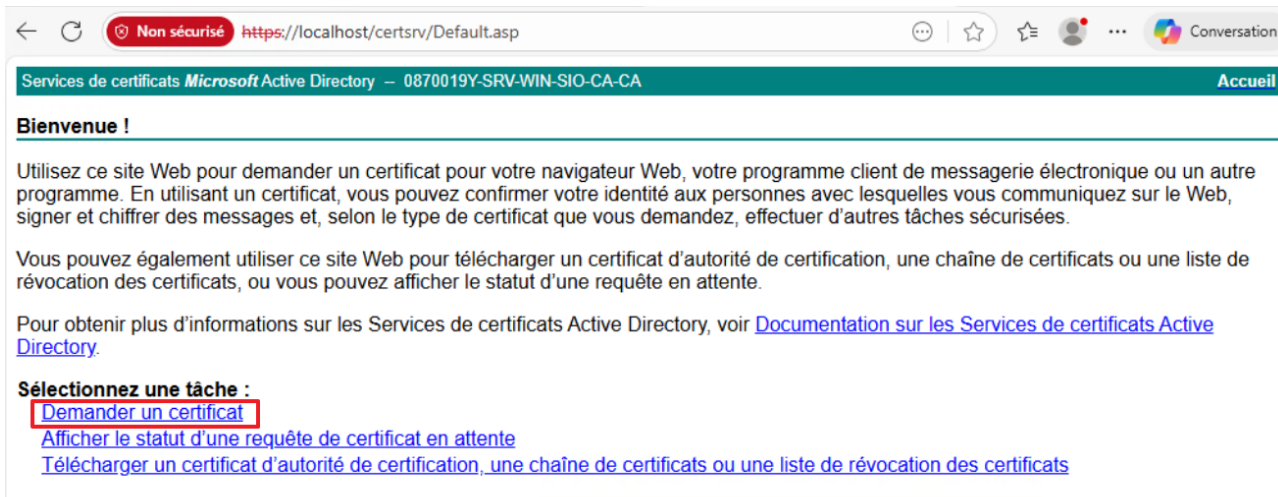 Non sécurisé https://localhost/certsrv/Default.asp Conversation
Services de certificats Microsoft Active Directory -- 0870019Y-SRV-WIN-SIO-CA-CA Accueil
Bienvenue !
Utilisez ce site Web pour demander un certificat pour votre navigateur Web, votre programme client de messagerie électronique ou un autre
programme. En utilisant un certificat, vous pouvez confirmer votre identité aux personnes avec lesquelles vous communiquez sur le Web,
signer et chiffrer des messages et, selon le type de certificat que vous demandez, effectuer d’autres tâches sécurisées.
Vous pouvez également utiliser ce site Web pour télécharger un certificat d’autorité de certification, une chaîne de certificats ou une liste de
révocation des certificats, ou vous pouvez afficher le statut d’une requête en attente.
Pour obtenir plus d’informations sur les Services de certificats Active Directory, voir Documentation sur les Services de certificats Active
Directory.
Sélectionnez une tâche :
Demander un certificat
Afficher le statut d’une requête de certificat en attente
Télécharger un certificat d’autorité de certification, une chaîne de certificats ou une liste de révocation des certificats